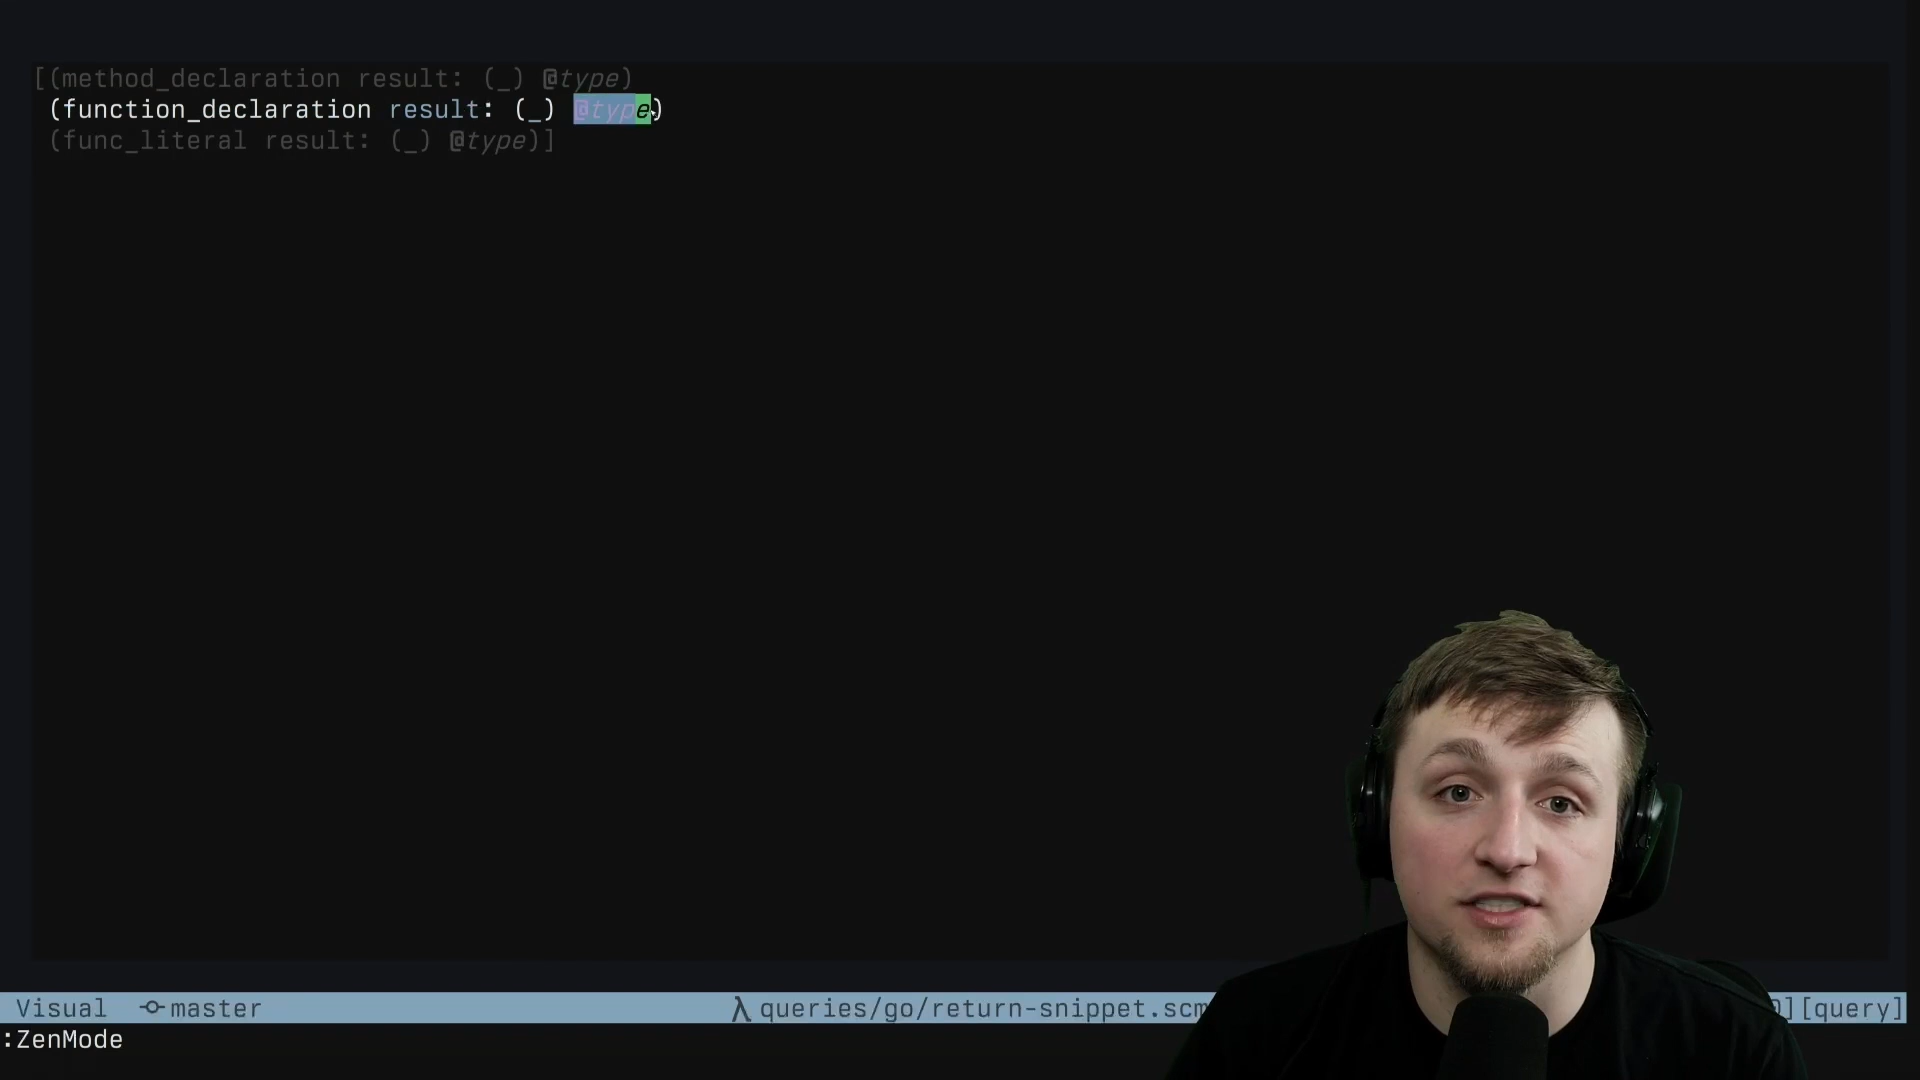 [(method_declaration result: (_) @type)
(function_declaration result: (_) @type)
(func_literal result: (_) @type)]
Visual master λ queries/go/return-snippet.scm ][query]
:ZenMode